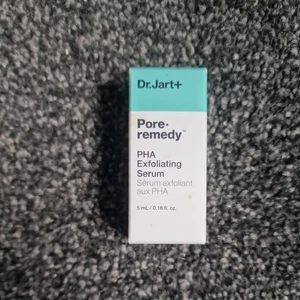 Dr.Jart+
Pore·
remedy™
PHA
Exfoliating
Serum
Sérum exfoliant
aux PHA
5 mL / 0.16 fl. oz.